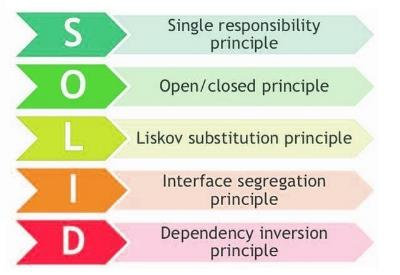 S
Single responsibility
principle
O
Open/closed principle
L
Liskov substitution principle
I
Interface segregation
principle
D
Dependency inversion
principle